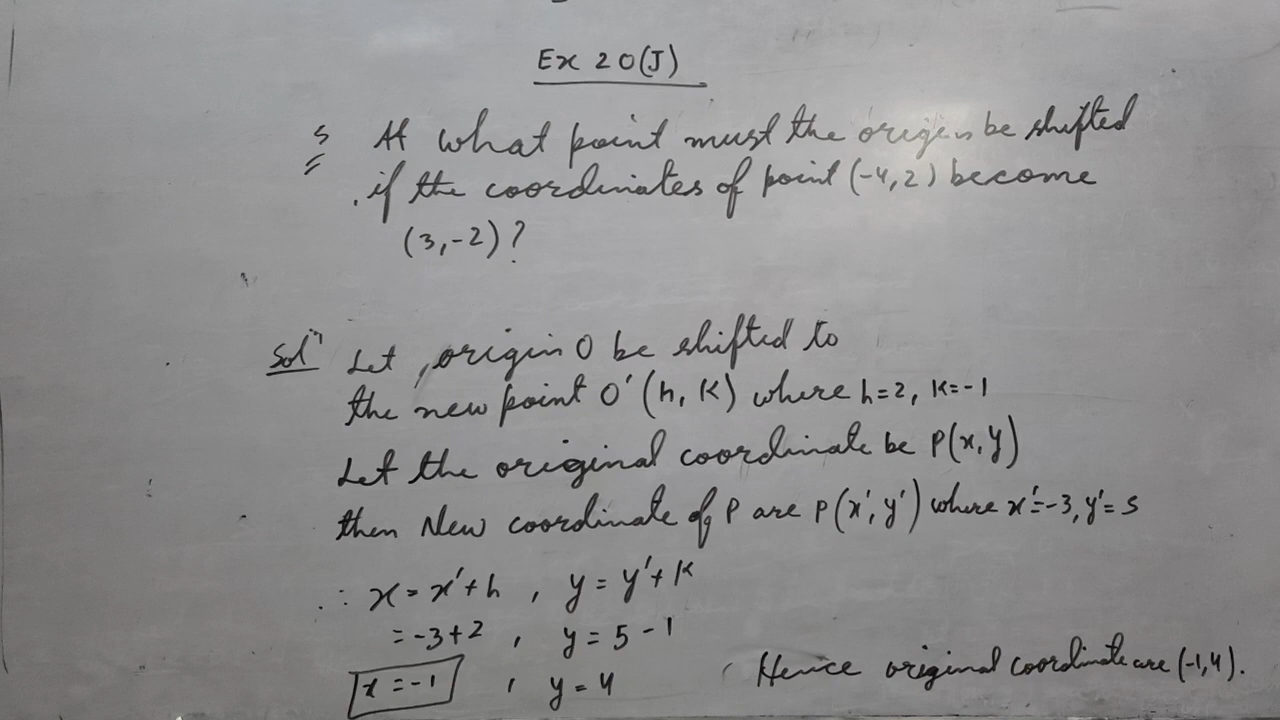 Ex 20(J)
5 At what point must the origin be shifted
if the coordinates of point (-4,2) become
(3,-2)?
Solⁿ Let, origin O be shifted to
the new point O' (h, k) where h=2, k=-1
Let the original coordinate be P(x,y)
then New coordinate of P are P(x', y') where x'=-3, y'=5
∴ x = x'+h , y = y'+k
= -3+2 , y = 5-1
x = -1 , y = 4
Hence original coordinate are (-1,4).